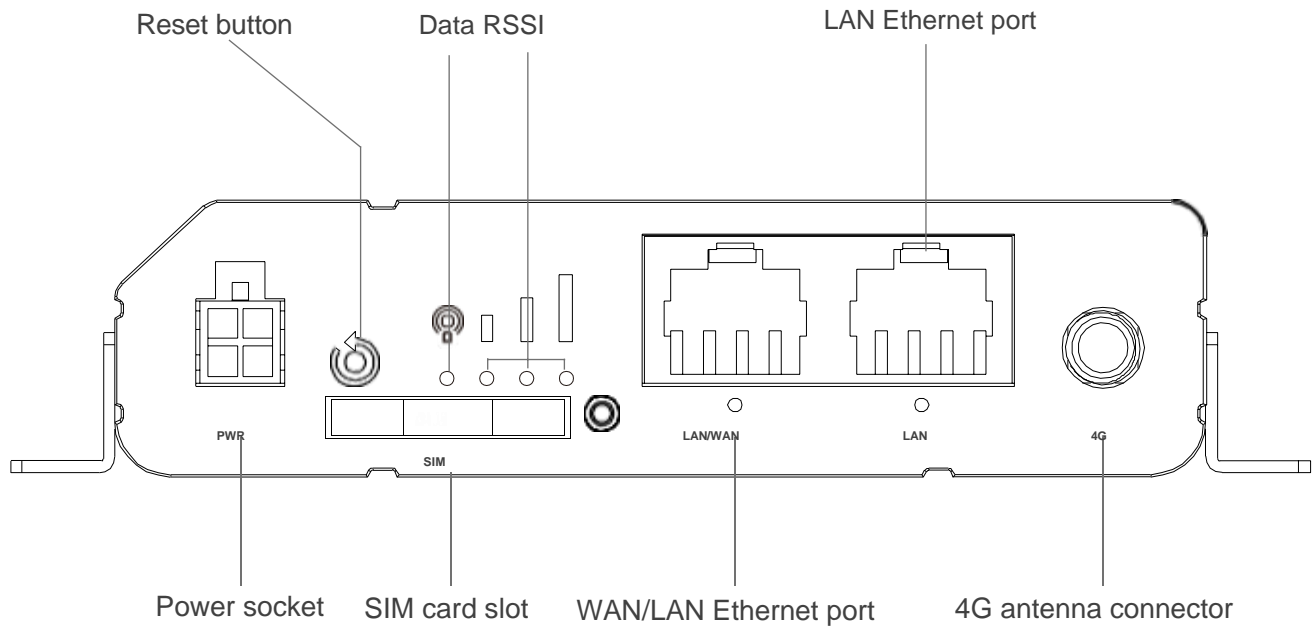 Reset button
Data RSSI
LAN Ethernet port
PWR
SIM
LAN/WAN
LAN
4G
Power socket
SIM card slot
WAN/LAN Ethernet port
4G antenna connector